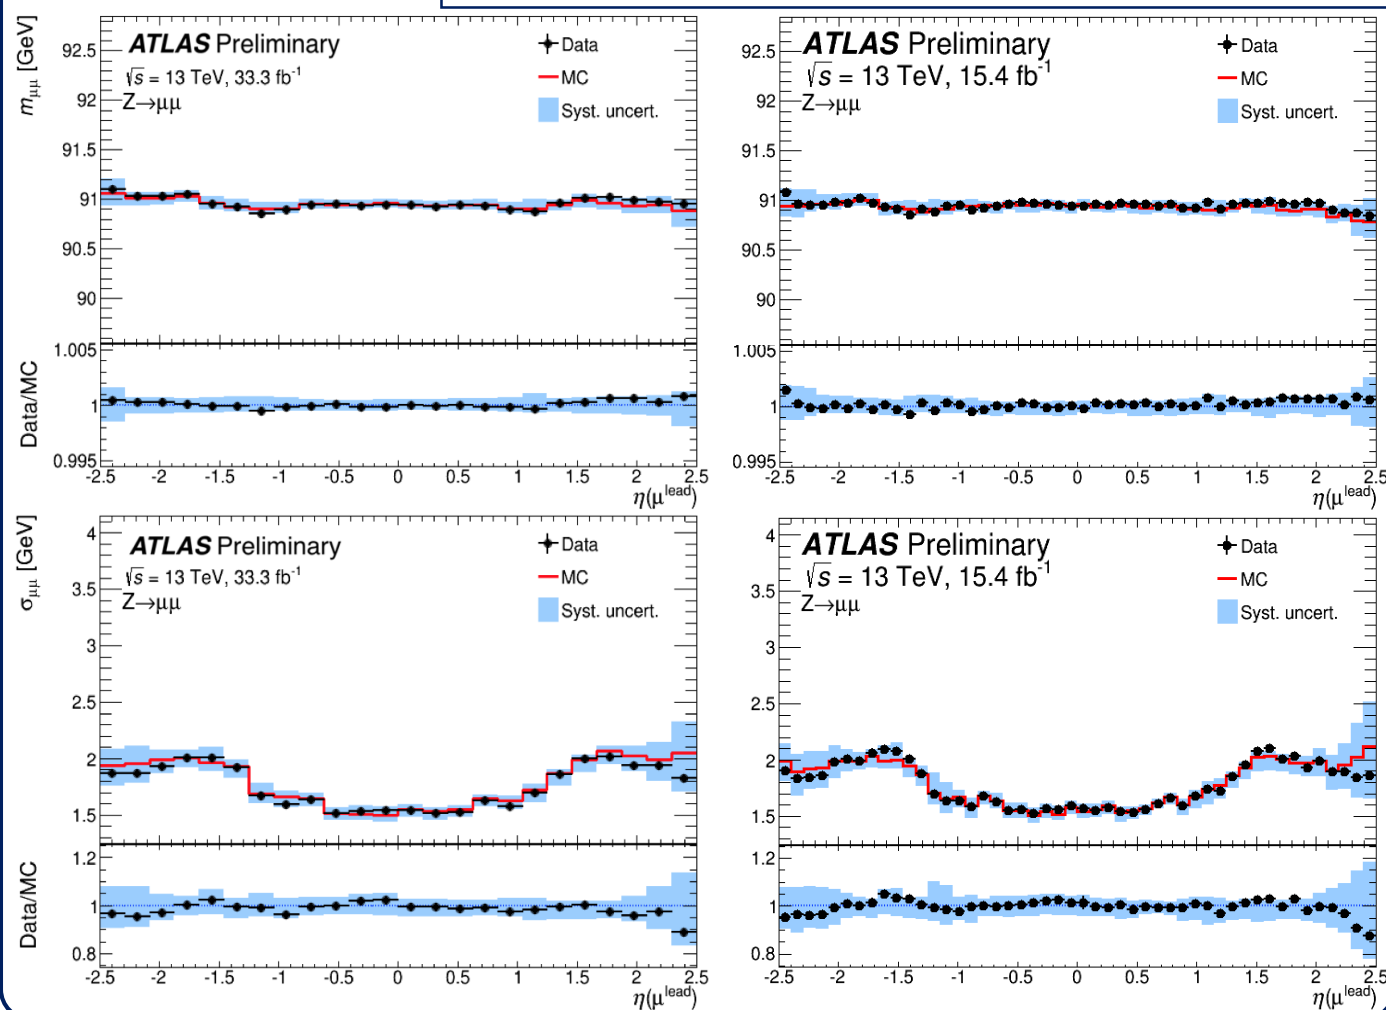 m_μμ [GeV]
92.5
92
91.5
91
90.5
90
ATLAS Preliminary
√s = 13 TeV, 33.3 fb⁻¹
Z→μμ
Data
MC
Syst. uncert.
Data/MC
1.005
1
0.995
-2.5 -2 -1.5 -1 -0.5 0 0.5 1 1.5 2 2.5
η(μ^lead)
92.5
92
91.5
91
90.5
90
ATLAS Preliminary
√s = 13 TeV, 15.4 fb⁻¹
Z→μμ
Data
MC
Syst. uncert.
1.005
1
0.995
-2.5 -2 -1.5 -1 -0.5 0 0.5 1 1.5 2 2.5
η(μ^lead)
σ_μμ [GeV]
4
3.5
3
2.5
2
1.5
ATLAS Preliminary
√s = 13 TeV, 33.3 fb⁻¹
Z→μμ
Data
MC
Syst. uncert.
Data/MC
1.2
1
0.8
-2.5 -2 -1.5 -1 -0.5 0 0.5 1 1.5 2 2.5
η(μ^lead)
4
3.5
3
2.5
2
1.5
ATLAS Preliminary
√s = 13 TeV, 15.4 fb⁻¹
Z→μμ
Data
MC
Syst. uncert.
1.2
1
0.8
-2.5 -2 -1.5 -1 -0.5 0 0.5 1 1.5 2 2.5
η(μ^lead)